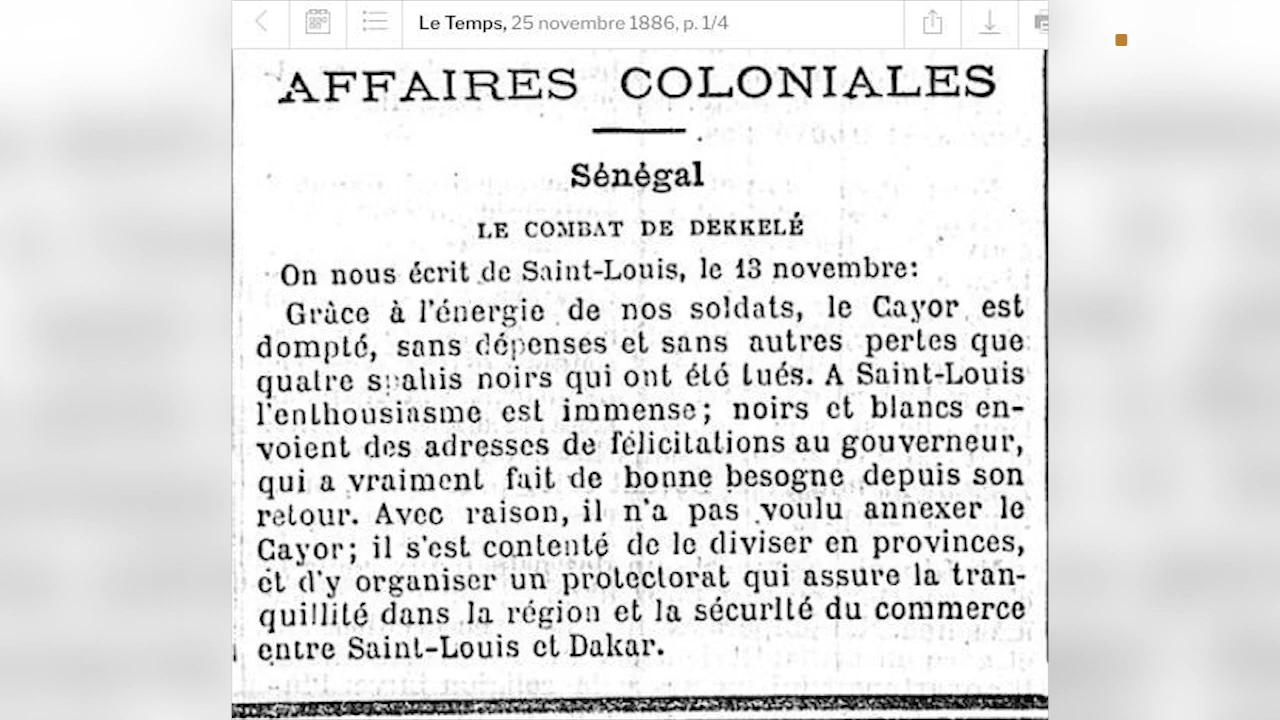 Le Temps, 25 novembre 1886, p. 1/4
AFFAIRES COLONIALES
Sénégal
LE COMBAT DE DEKKELÉ
On nous écrit de Saint-Louis, le 13 novembre:
Grâce à l'énergie de nos soldats, le Cayor est
dompté, sans dépenses et sans autres pertes que
quatre spahis noirs qui ont été tués. A Saint-Louis
l'enthousiasme est immense; noirs et blancs en-
voient des adresses de félicitations au gouverneur,
qui a vraiment fait de bonne besogne depuis son
retour. Avec raison, il n'a pas voulu annexer le
Cayor; il s'est contenté de le diviser en provinces,
et d'y organiser un protectorat qui assure la tran-
quillité dans la région et la sécurité du commerce
entre Saint-Louis et Dakar.